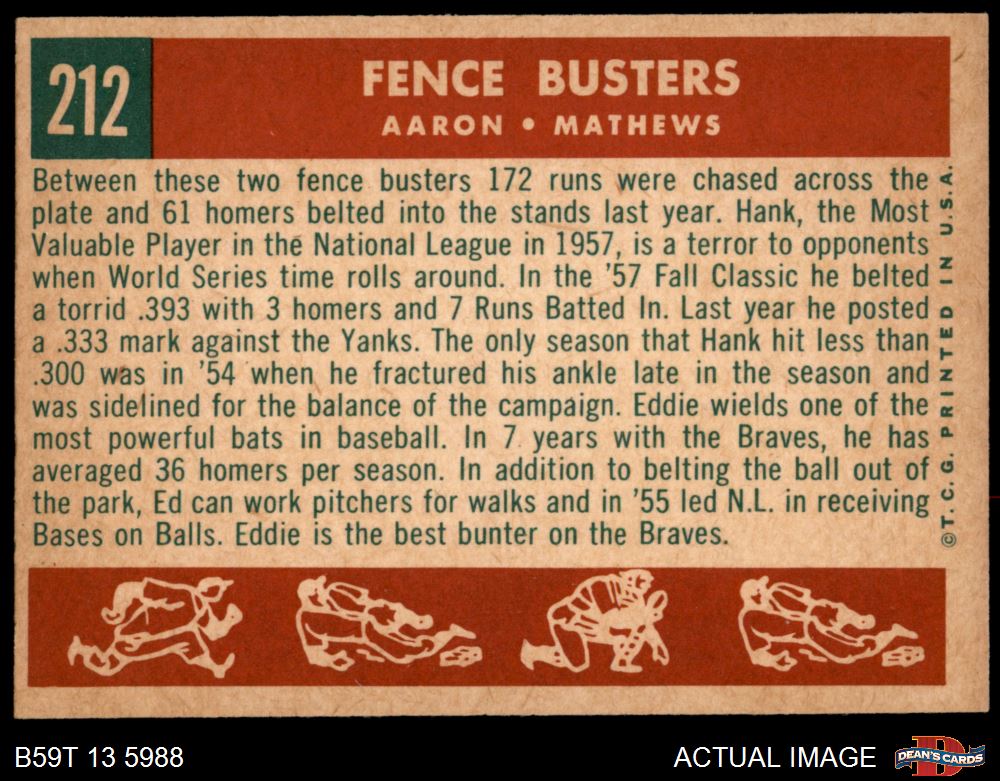 212
FENCE BUSTERS
AARON • MATHEWS
Between these two fence busters 172 runs were chased across the
plate and 61 homers belted into the stands last year. Hank, the Most
Valuable Player in the National League in 1957, is a terror to opponents
when World Series time rolls around. In the '57 Fall Classic he belted
a torrid .393 with 3 homers and 7 Runs Batted In. Last year he posted
a .333 mark against the Yanks. The only season that Hank hit less than
.300 was in '54 when he fractured his ankle late in the season and
was sidelined for the balance of the campaign. Eddie wields one of the
most powerful bats in baseball. In 7 years with the Braves, he has
averaged 36 homers per season. In addition to belting the ball out of
the park, Ed can work pitchers for walks and in '55 led N.L. in receiving
Bases on Balls. Eddie is the best bunter on the Braves.
©T.C.G. PRINTED IN U.S.A.
B59T 13 5988
ACTUAL IMAGE
D
DEAN'S CARDS